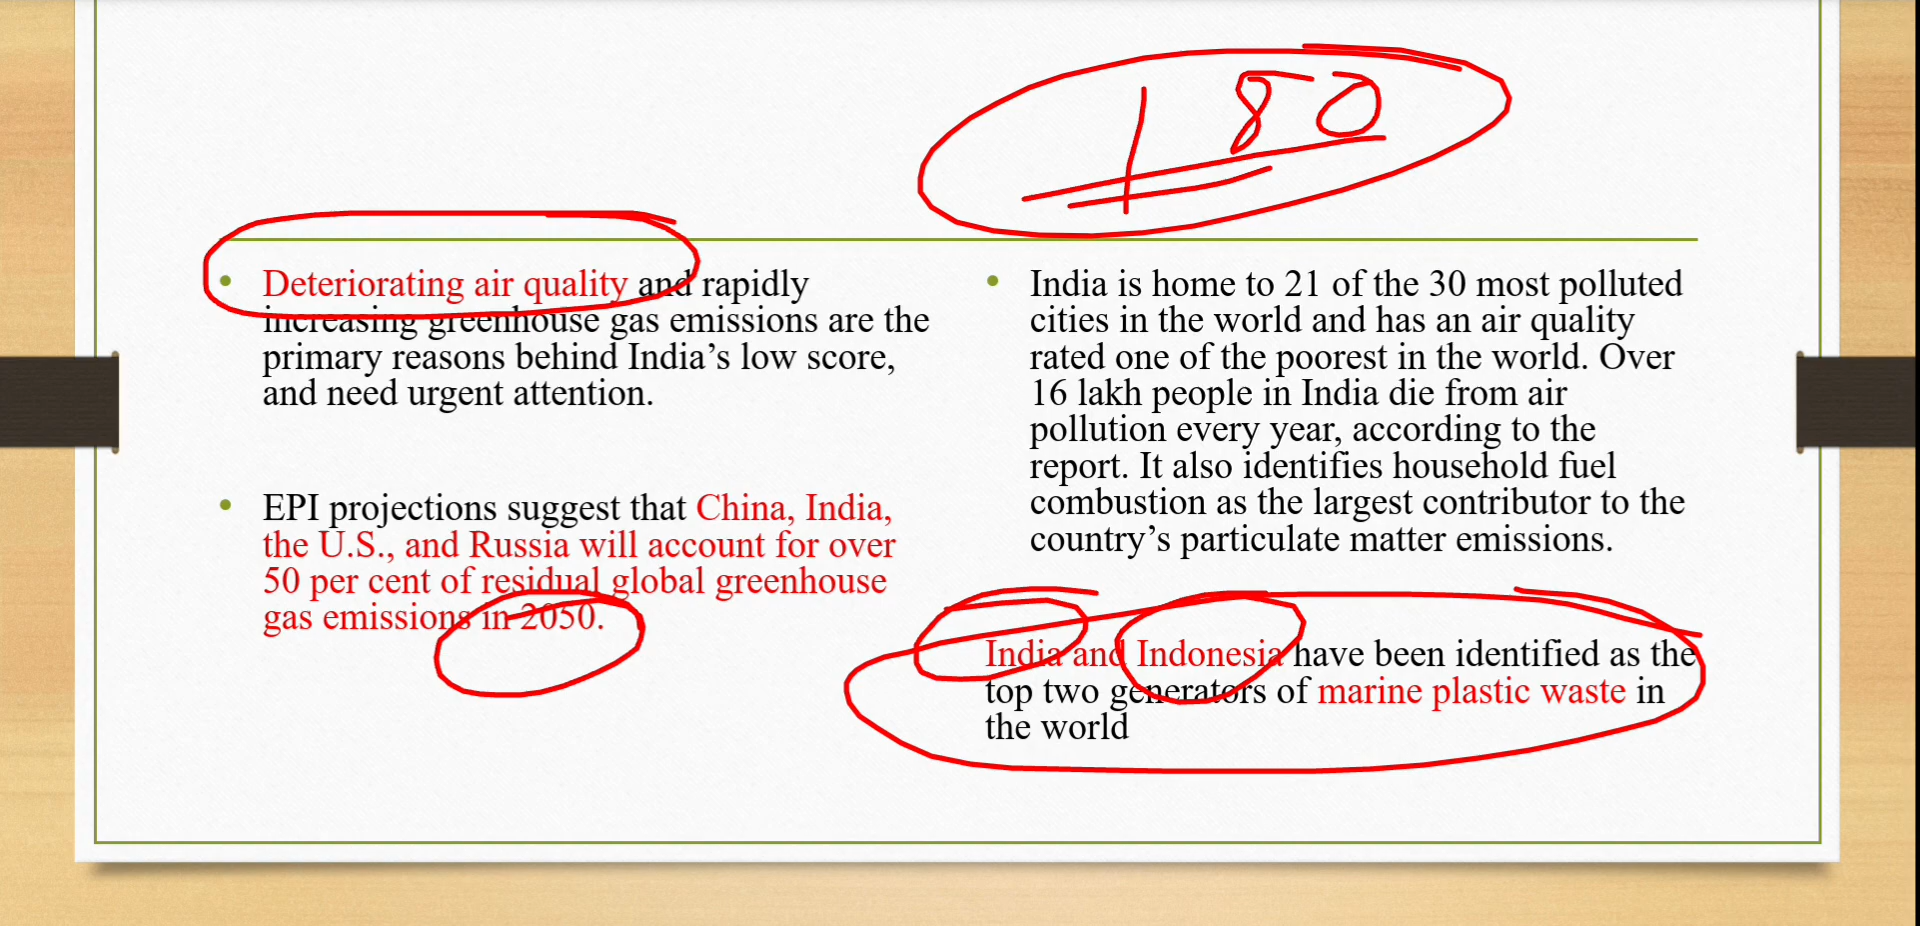 180
Deteriorating air quality and rapidly
increasing greenhouse gas emissions are the
primary reasons behind India’s low score,
and need urgent attention.
EPI projections suggest that China, India,
the U.S., and Russia will account for over
50 per cent of residual global greenhouse
gas emissions in 2050.
India is home to 21 of the 30 most polluted
cities in the world and has an air quality
rated one of the poorest in the world. Over
16 lakh people in India die from air
pollution every year, according to the
report. It also identifies household fuel
combustion as the largest contributor to the
country’s particulate matter emissions.
India and Indonesia have been identified as the
top two generators of marine plastic waste in
the world